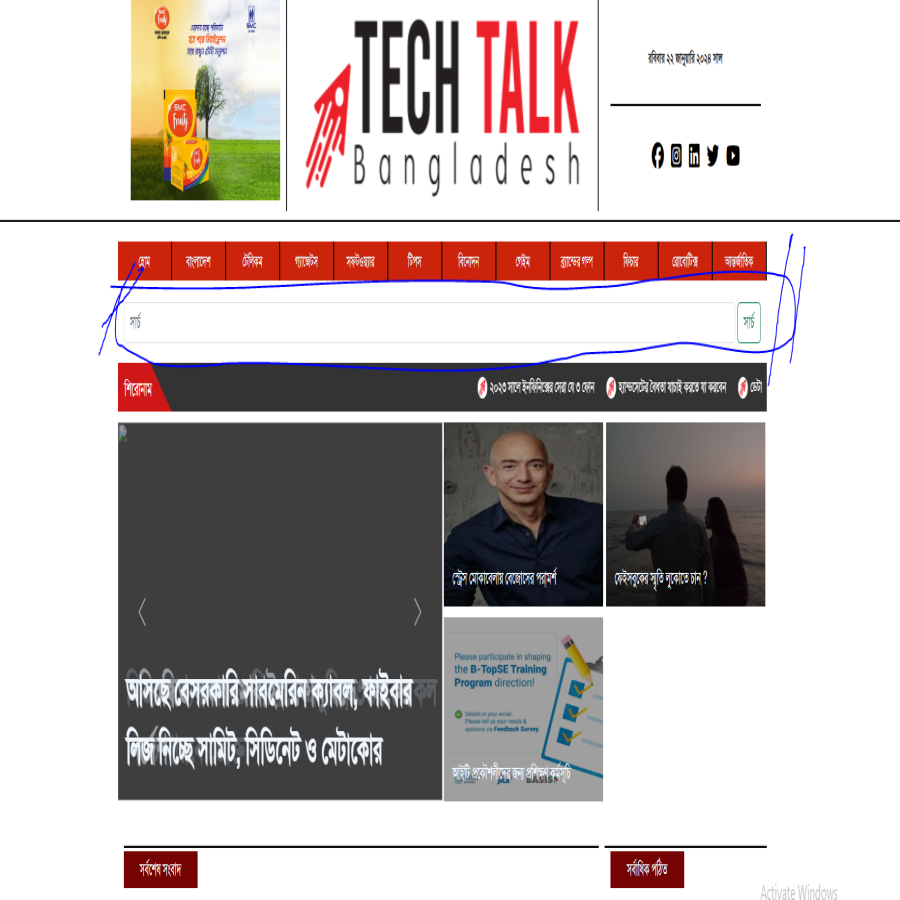 TECH TALK
Bangladesh
রবিবার ২২ জানুয়ারি ২০২৪ সাল
SMC
fruity
হোম
বাংলাদেশ
টেলিকম
গ্যাজেটস
সফটওয়্যার
টিপস
বিনোদন
গেইম
ব্র্যান্ডের গল্প
ফিচার
রোবোটিক্স
আন্তর্জাতিক
সার্চ
সার্চ
শিরোনাম
২০২৩ সালে ইনফিনিক্সের সেরা যে ৩ ফোন
হ্যান্ডসেটের বৈধতা যাচাই করতে যা করবেন
ডেটা
স্ট্রেস মোকাবেলায় বেজোসের পরামর্শ
ফেইসবুকের স্মৃতি লুকোতে চান ?
আসছে বেসরকারি সাবমেরিন ক্যাবল, ফাইবার
লিজ নিচ্ছে সামিট, সিডিনেট ও মেটাকোর
Please participate in shaping
the B-TopSE Training
Program direction!
Details in your email.
Please tell us your needs &
opinions via Feedback Survey
আইটি প্রকৌশলীদের জন্য প্রশিক্ষণ কর্মসূচি
সর্বশেষ সংবাদ
সর্বাধিক পঠিত
Activate Windows